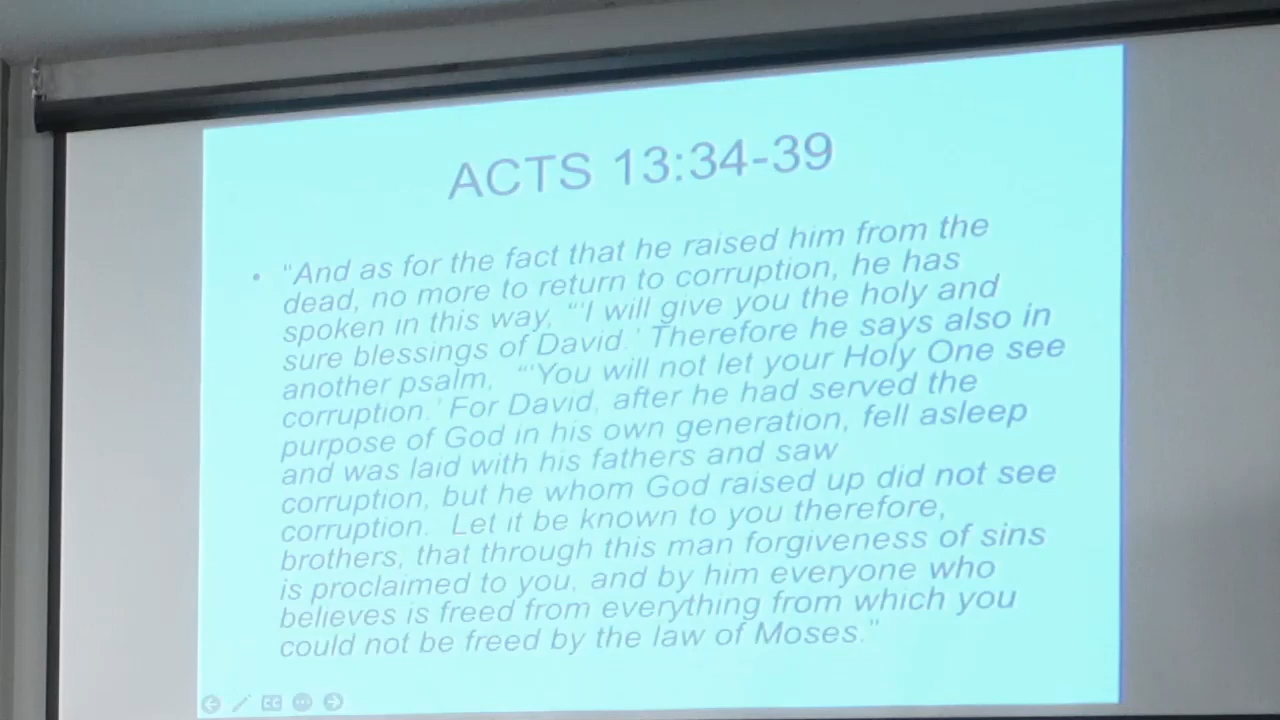 ACTS 13:34-39
• "And as for the fact that he raised him from the
dead, no more to return to corruption, he has
spoken in this way, "'I will give you the holy and
sure blessings of David.' Therefore he says also in
another psalm, "'You will not let your Holy One see
corruption.' For David, after he had served the
purpose of God in his own generation, fell asleep
and was laid with his fathers and saw
corruption, but he whom God raised up did not see
corruption. Let it be known to you therefore,
brothers, that through this man forgiveness of sins
is proclaimed to you, and by him everyone who
believes is freed from everything from which you
could not be freed by the law of Moses."
CC